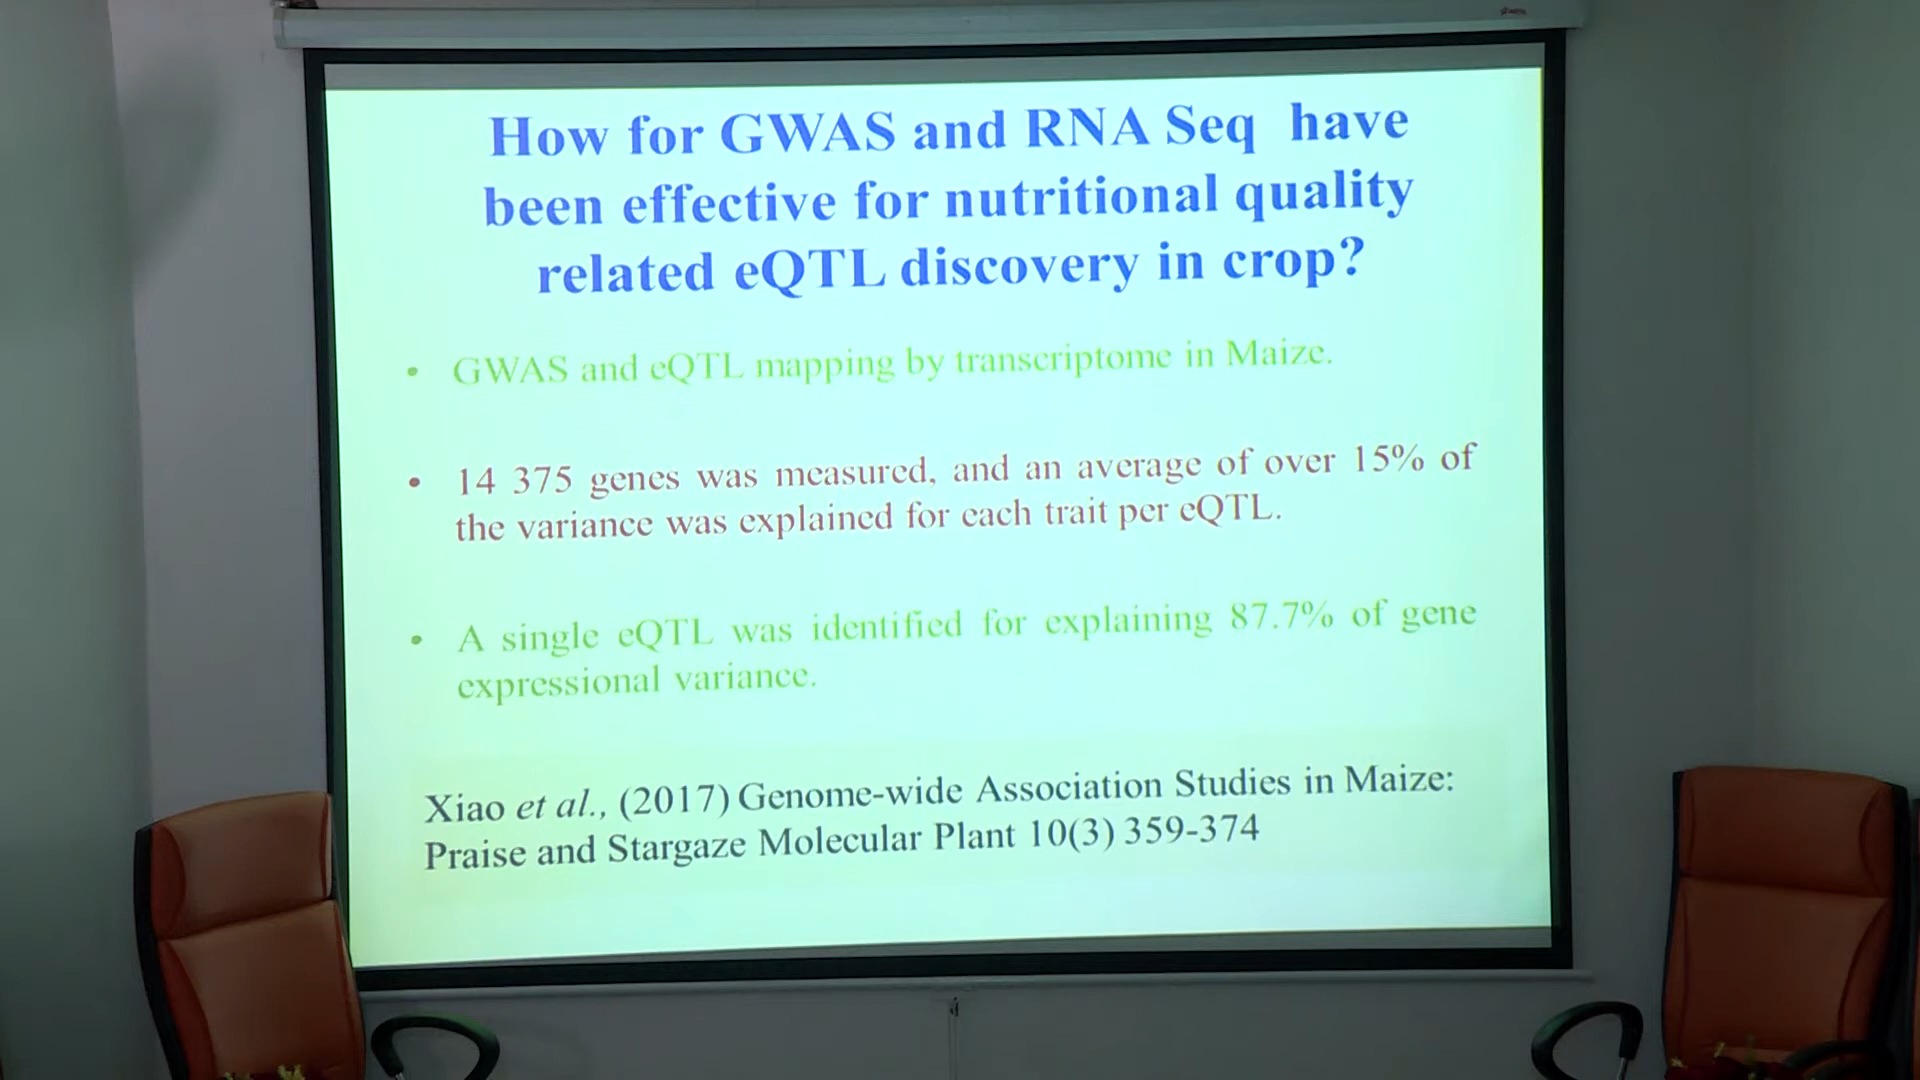 How for GWAS and RNA Seq have
been effective for nutritional quality
related eQTL discovery in crop?
• GWAS and eQTL mapping by transcriptome in Maize.
• 14 375 genes was measured, and an average of over 15% of
the variance was explained for each trait per eQTL.
• A single eQTL was identified for explaining 87.7% of gene
expressional variance.
Xiao et al., (2017) Genome-wide Association Studies in Maize:
Praise and Stargaze Molecular Plant 10(3) 359-374